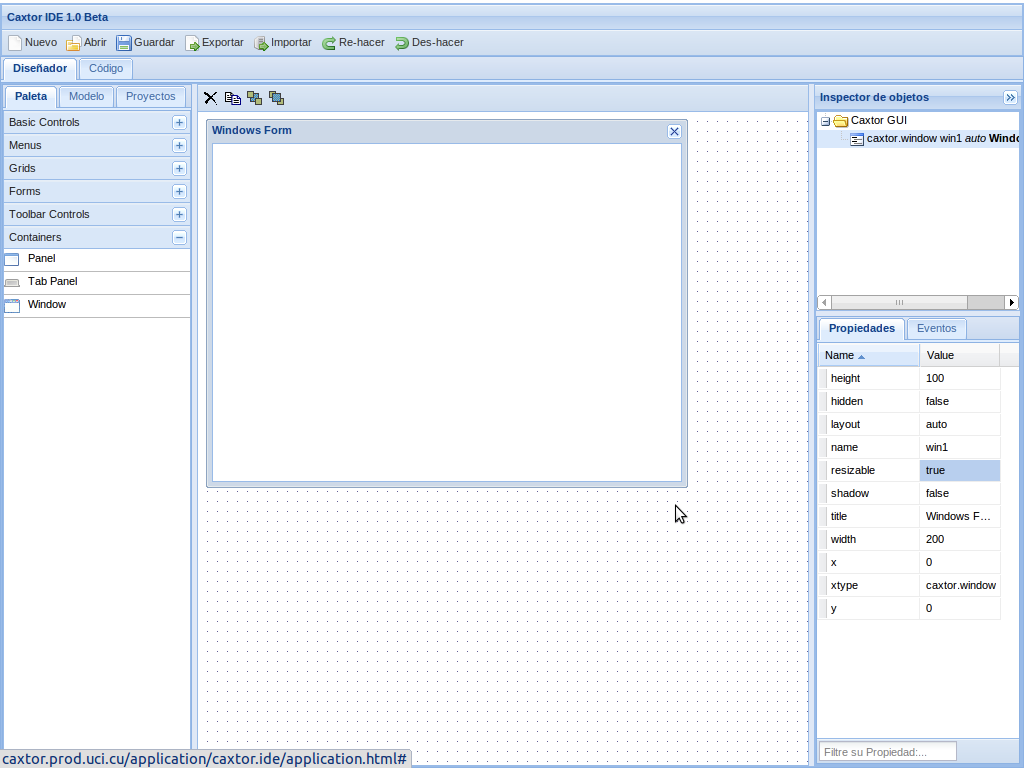 Caxtor IDE 1.0 Beta
Nuevo Abrir Guardar Exportar Importar Re-hacer Des-hacer
Diseñador Código
Paleta Modelo Proyectos
Basic Controls
Menus
Grids
Forms
Toolbar Controls
Containers
Panel
Tab Panel
Window
Windows Form
Inspector de objetos
Caxtor GUI
caxtor.window win1 auto Windo
Propiedades Eventos
Name Value
height 100
hidden false
layout auto
name win1
resizable true
shadow false
title Windows F...
width 200
x 0
xtype caxtor.window
y 0
Filtre su Propiedad:...
caxtor.prod.uci.cu/application/caxtor.ide/application.html#